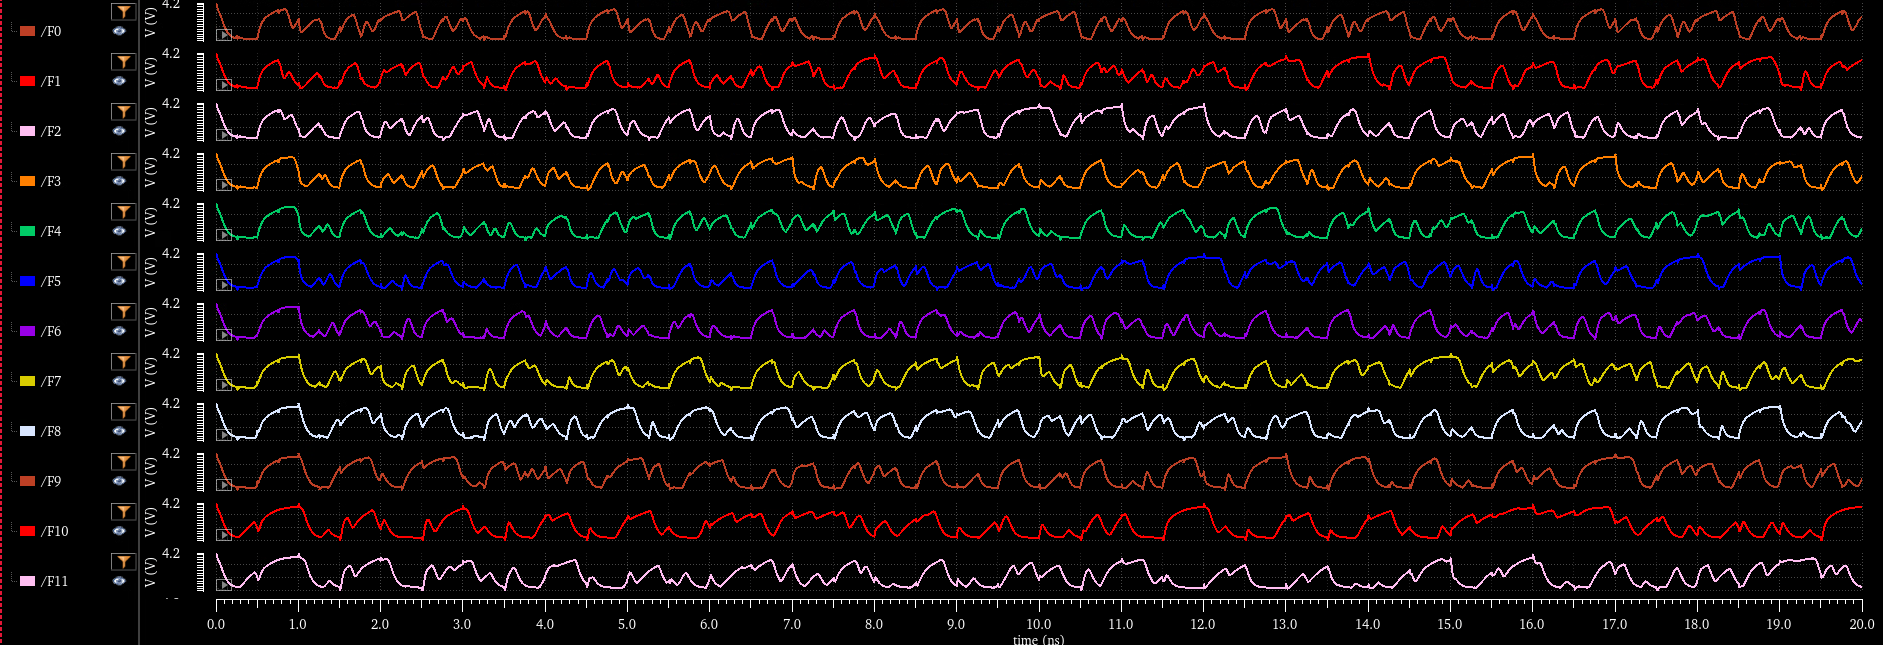 4.2
/F0 V (V)
4.2
/F1 V (V)
4.2
/F2 V (V)
4.2
/F3 V (V)
4.2
/F4 V (V)
4.2
/F5 V (V)
4.2
/F6 V (V)
4.2
/F7 V (V)
4.2
/F8 V (V)
4.2
/F9 V (V)
4.2
/F10 V (V)
4.2
/F11 V (V)
0.0 1.0 2.0 3.0 4.0 5.0 6.0 7.0 8.0 9.0 10.0 11.0 12.0 13.0 14.0 15.0 16.0 17.0 18.0 19.0 20.0
time (ns)